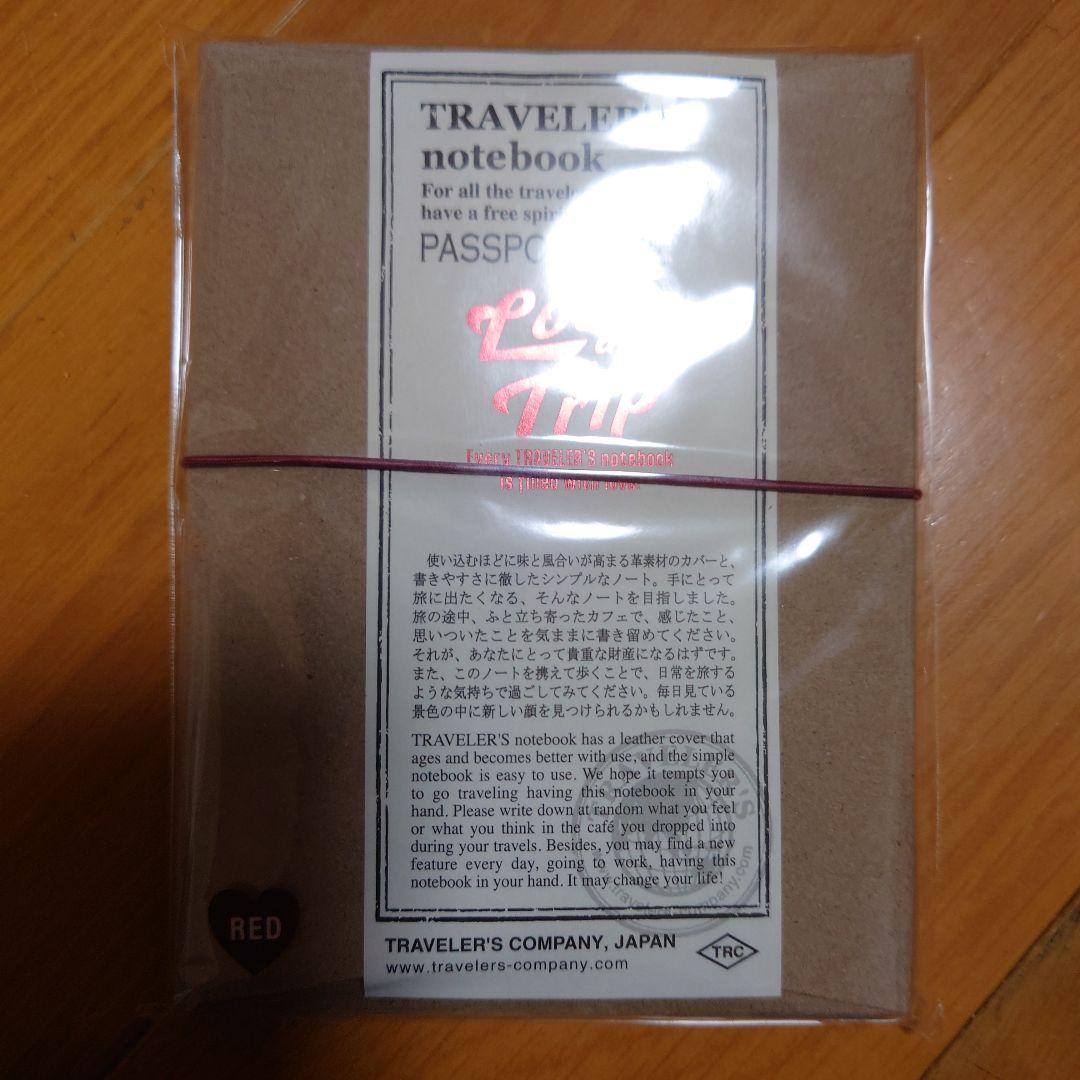 TRAVELER'S
notebook
For all the
have a free
Trip
Every TRAVELER'S notebook
is filled with love.
使い込むほどに味と風合いが高まる革素材のカバーと、
書きやすさに徹したシンプルなノート。手にとって
旅に出たくなる、そんなノートを目指しました。
旅の途中、ふと立ち寄ったカフェで、感じたこと、
思いついたことを気ままに書き留めてください。
それが、あなたにとって貴重な財産になるはずです。
また、このノートを携えて歩くことで、日常を旅する
ような気持ちで過ごしてみてください。毎日見ている
景色の中に新しい顔を見つけられるかもしれません。
TRAVELER'S notebook has a leather cover that
ages and becomes better with use, and the simple
notebook is easy to use. We hope it tempts you
to go traveling having this notebook in your
hand. Please write down at random what you feel
or what you think in the café you dropped into
during your travels. Besides, you may find a new
feature every day, going to work, having this
notebook in your hand. It may change your life!
TRAVELER'S
www.travelers-company.com
RED
TRAVELER'S COMPANY, JAPAN
www.travelers-company.com
TRC